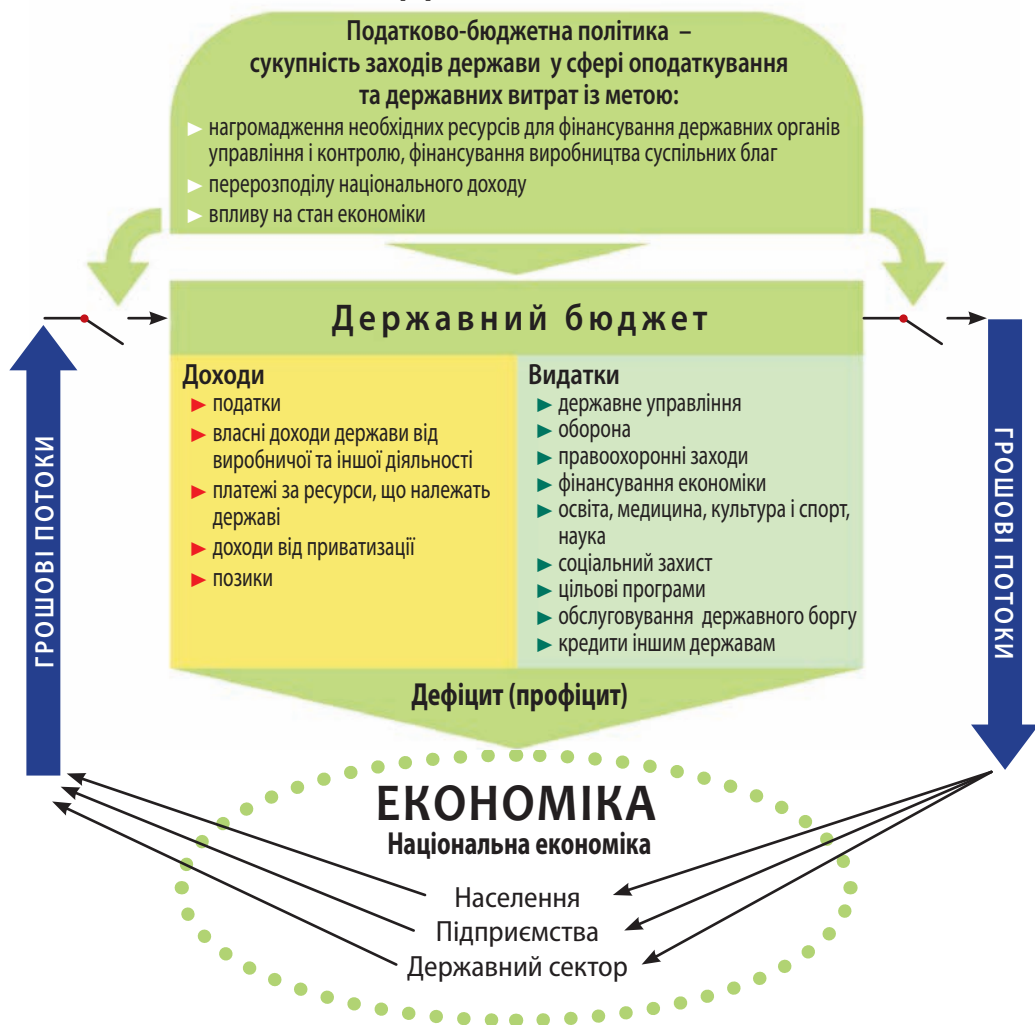 Податково-бюджетна політика –
сукупність заходів держави у сфері оподаткування
та державних витрат із метою:
нагромадження необхідних ресурсів для фінансування державних органів
управління і контролю, фінансування виробництва суспільних благ
перерозподілу національного доходу
впливу на стан економіки
Державний бюджет
Доходи
податки
власні доходи держави від
виробничої та іншої діяльності
платежі за ресурси, що належать
державі
доходи від приватизації
позики
Видатки
державне управління
оборона
правоохоронні заходи
фінансування економіки
освіта, медицина, культура і спорт,
наука
соціальний захист
цільові програми
обслуговування державного боргу
кредити іншим державам
ГРОШОВІ ПОТОКИ
ГРОШОВІ ПОТОКИ
Дефіцит (профіцит)
ЕКОНОМІКА
Національна економіка
Населення
Підприємства
Державний сектор